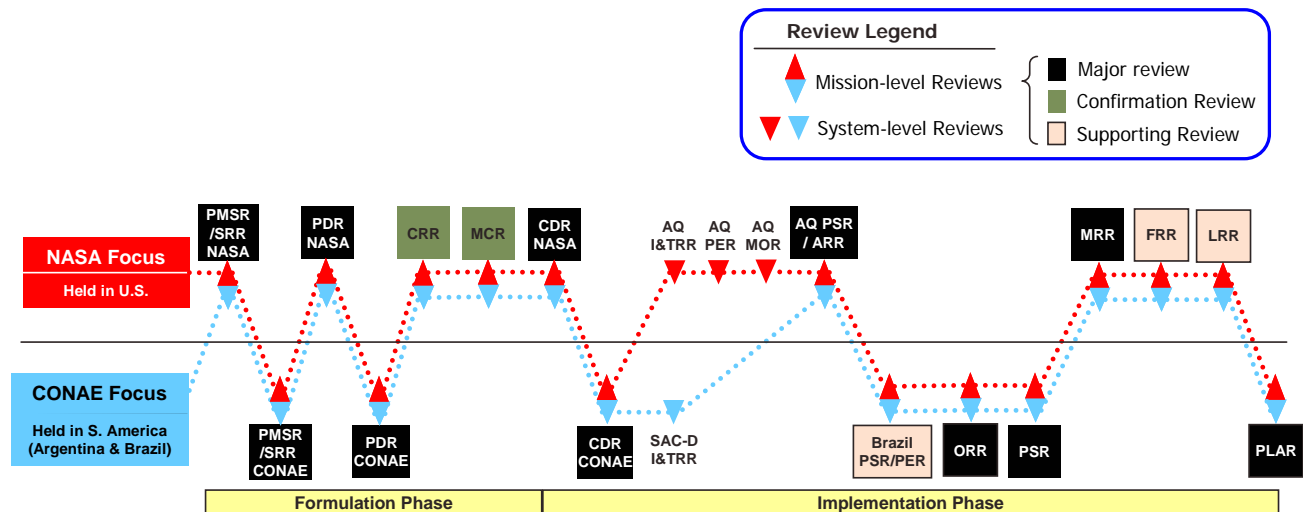 Review Legend
Mission-level Reviews
System-level Reviews
Major review
Confirmation Review
Supporting Review
NASA Focus
Held in U.S.
PMSR
/SRR
NASA
PDR
NASA
CRR
MCR
CDR
NASA
AQ
I&TRR
AQ
PER
AQ
MOR
AQ PSR
/ ARR
MRR
FRR
LRR
CONAE Focus
Held in S. America
(Argentina & Brazil)
PMSR
/SRR
CONAE
PDR
CONAE
CDR
CONAE
SAC-D
I&TRR
Brazil
PSR/PER
ORR
PSR
PLAR
Formulation Phase
Implementation Phase